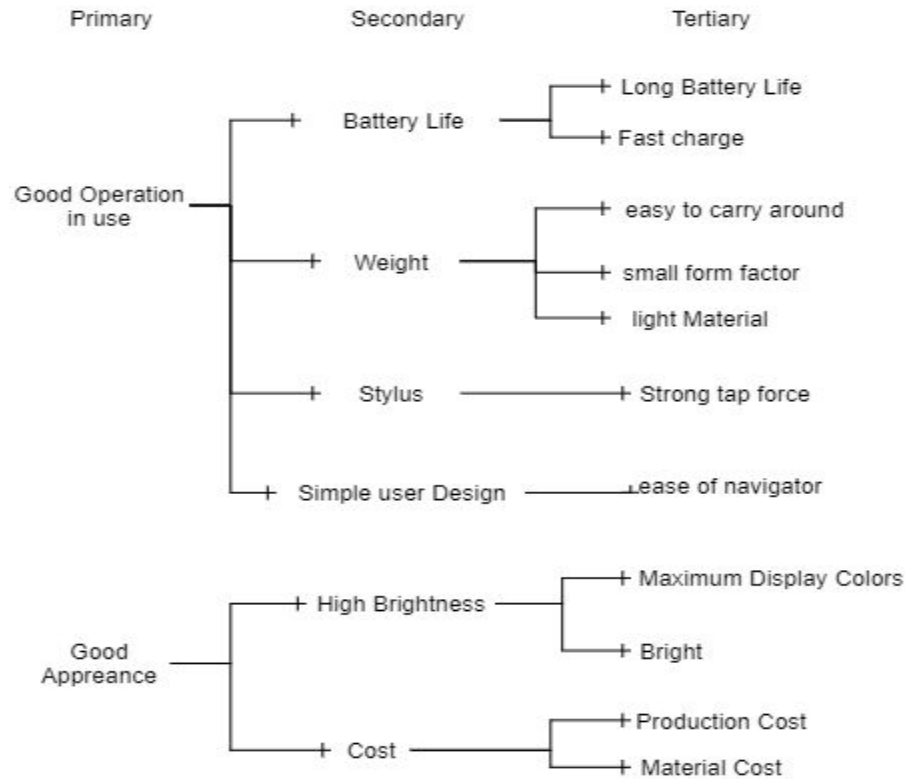 Primary Secondary Tertiary
Long Battery Life
Battery Life
Fast charge
Good Operation
in use
easy to carry around
Weight
small form factor
light Material
Stylus
Strong tap force
Simple user Design
ease of navigator
Maximum Display Colors
High Brightness
Good
Appreance
Bright
Production Cost
Cost
Material Cost